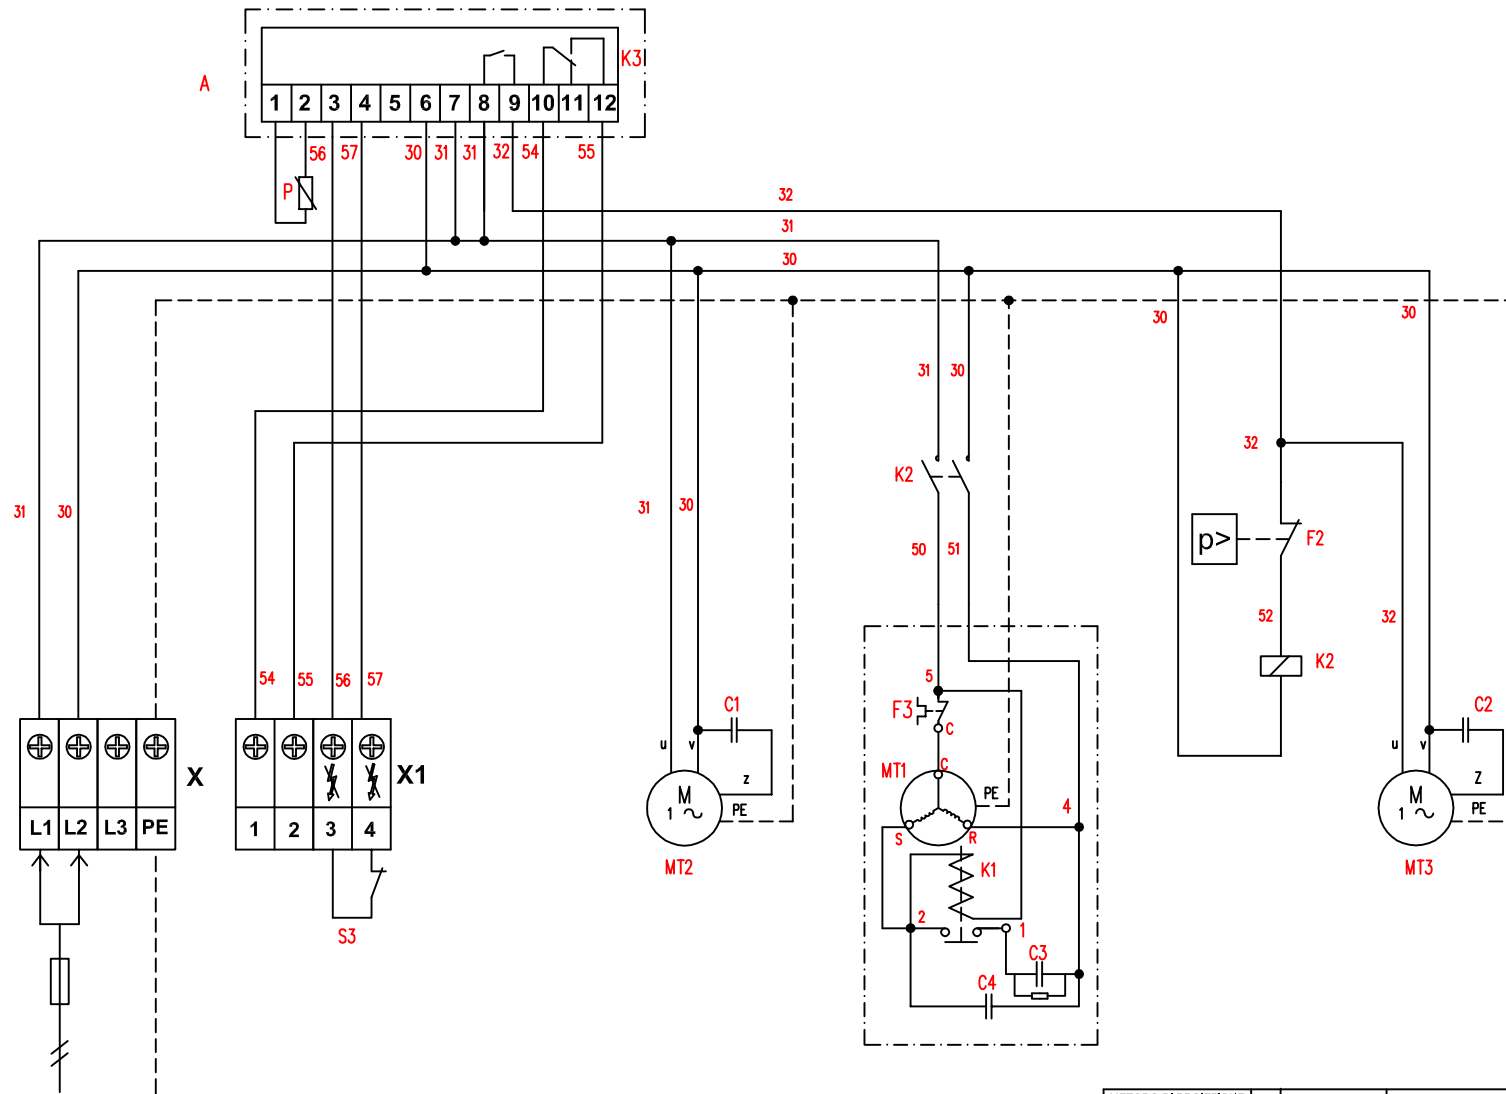 K3
A
1 2 3 4 5 6 7 8 9 10 11 12
56 57 30 31 31 32 54 55
P
32
31
30
30 30
31 30
32
K2
31 30 31 30
50 51
p> F2
52 32
K2
54 55 56 57
5
C1 F3 C C2
u v C u v
X X1 MT1 z Z
M 1 PE PE 4 M 1 PE
L1 L2 L3 PE 1 2 3 4
S R
MT2 K1 MT3
2 1
S3
C3
C4